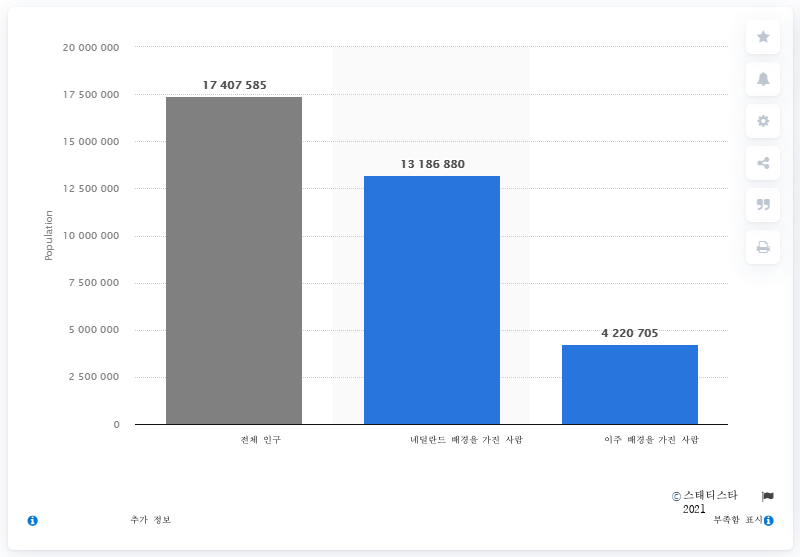 20 000 000
17 407 585
17 500 000
15 000 000
13 186 880
12 500 000
10 000 000
Population
7 500 000
5 000 000
4 220 705
2 500 000
0
전체 인구
네덜란드 배경을 가진 사람
이주 배경을 가진 사람
© 스태티스타
2021
추가 정보
부족함 표시